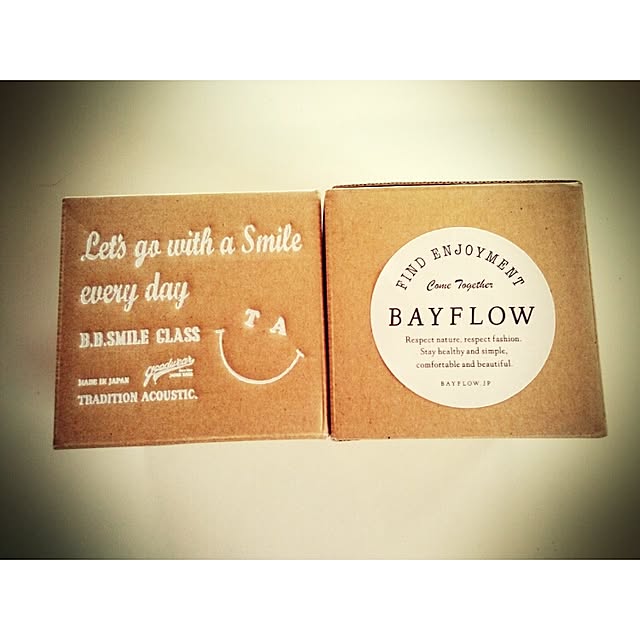 Let's go with a Smile
every day
B.B.SMILE GLASS
T A
MADE IN JAPAN
TRADITION ACOUSTIC.
FIND ENJOYMENT
Come Together
BAYFLOW
Respect nature, respect fashion.
Stay healthy and simple,
comfortable and beautiful.
BAYFLOW.JP